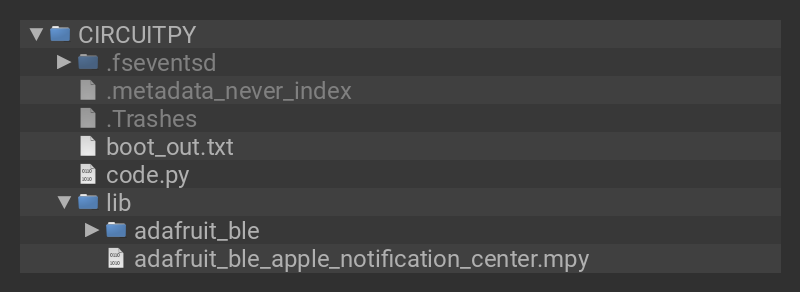 CIRCUITPY
.fseventsd
.metadata_never_index
.Trashes
boot_out.txt
code.py
lib
adafruit_ble
adafruit_ble_apple_notification_center.mpy